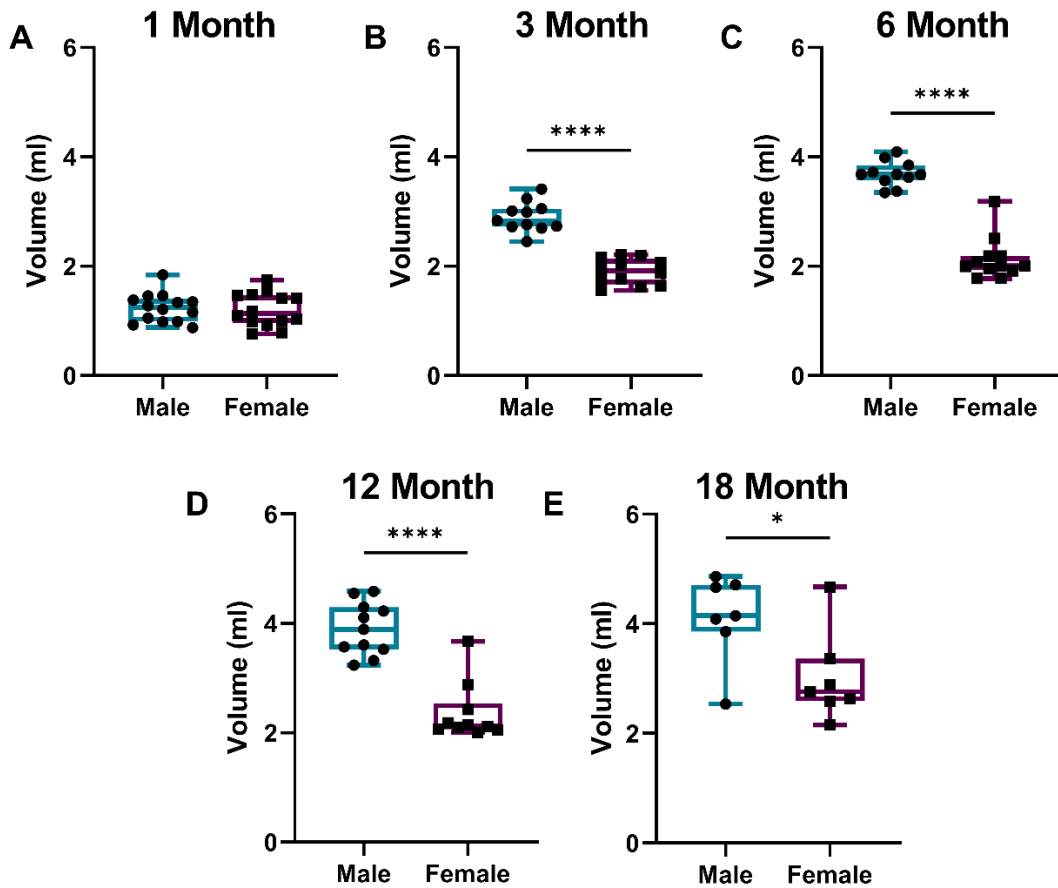 A
1 Month
Volume (ml)
6
4
2
0
Male
Female
B
3 Month
Volume (ml)
6
4
2
0
****
Male
Female
C
6 Month
Volume (ml)
6
4
2
0
****
Male
Female
D
12 Month
Volume (ml)
6
4
2
0
****
Male
Female
E
18 Month
Volume (ml)
6
4
2
0
*
Male
Female